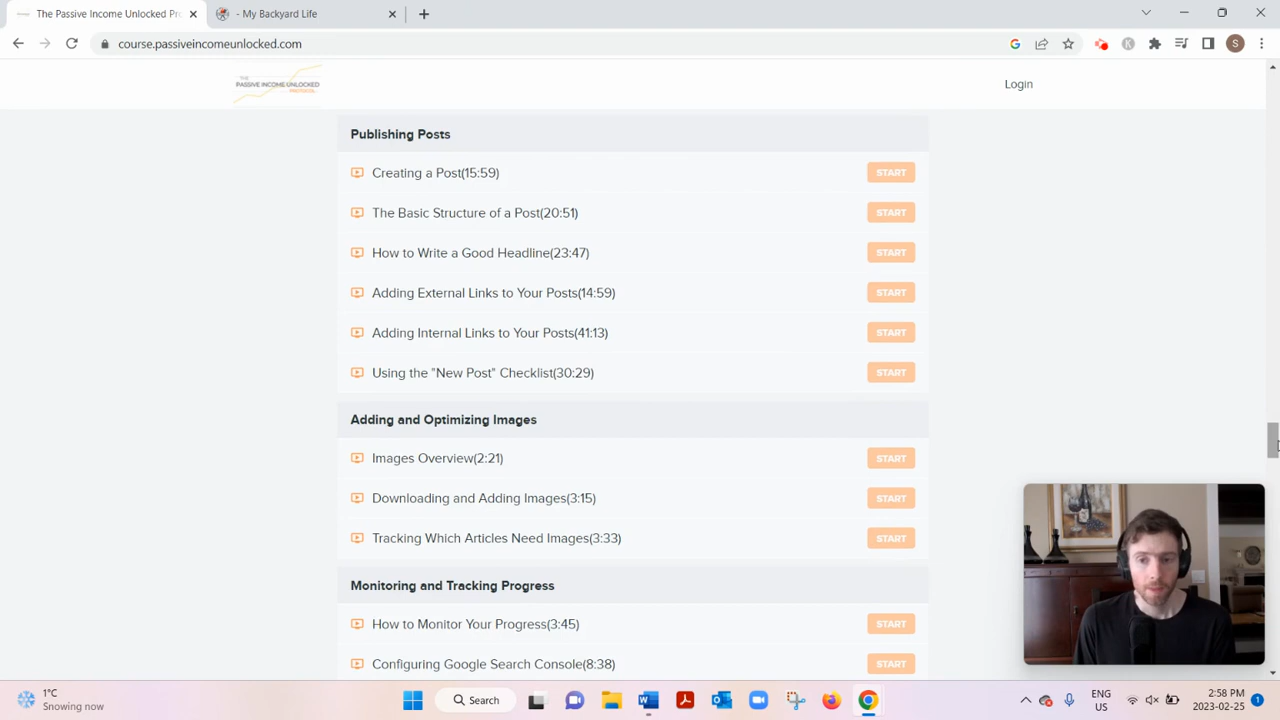 The Passive Income Unlocked Pr
- My Backyard Life
course.passiveincomeunlocked.com
S
THE
PASSIVE INCOME UNLOCKED
PROTOCOL
Login
Publishing Posts
Creating a Post(15:59)
START
The Basic Structure of a Post(20:51)
START
How to Write a Good Headline(23:47)
START
Adding External Links to Your Posts(14:59)
START
Adding Internal Links to Your Posts(41:13)
START
Using the "New Post" Checklist(30:29)
START
Adding and Optimizing Images
Images Overview(2:21)
START
Downloading and Adding Images(3:15)
START
Tracking Which Articles Need Images(3:33)
START
Monitoring and Tracking Progress
How to Monitor Your Progress(3:45)
START
Configuring Google Search Console(8:38)
START
1°C
Snowing now
Search
ENG
US
2:58 PM
2023-02-25
1